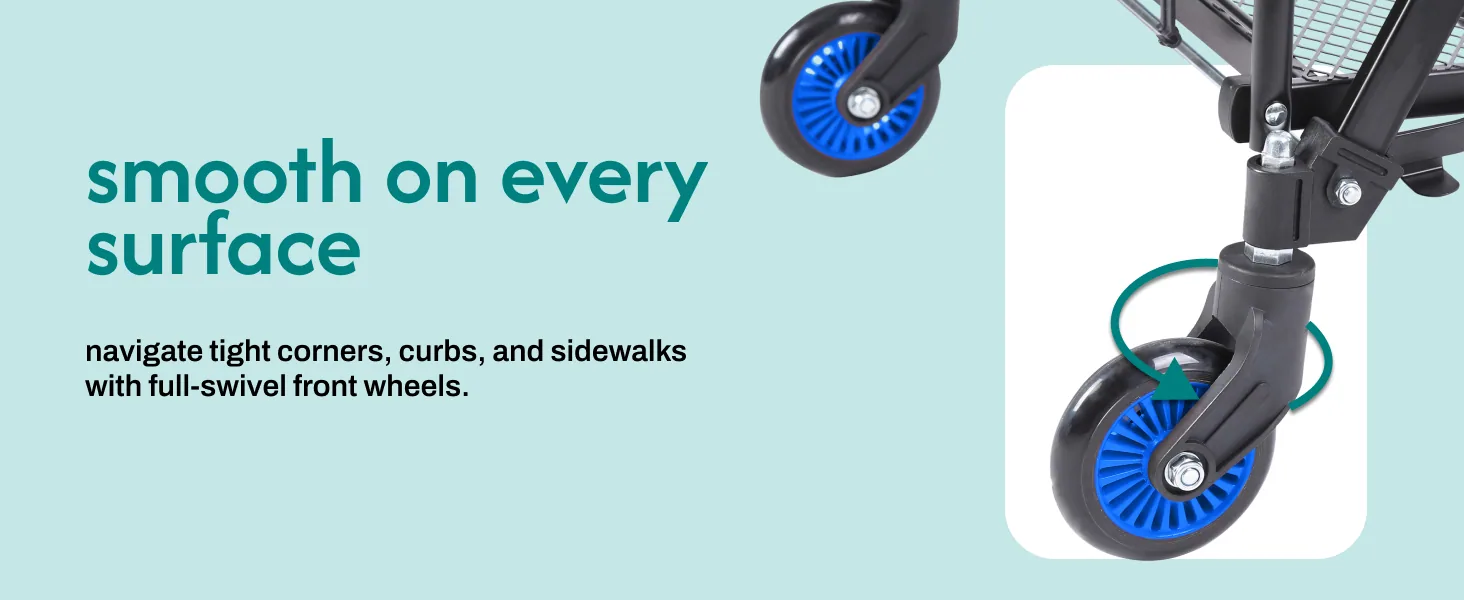 smooth on every
surface
navigate tight corners, curbs, and sidewalks
with full-swivel front wheels.